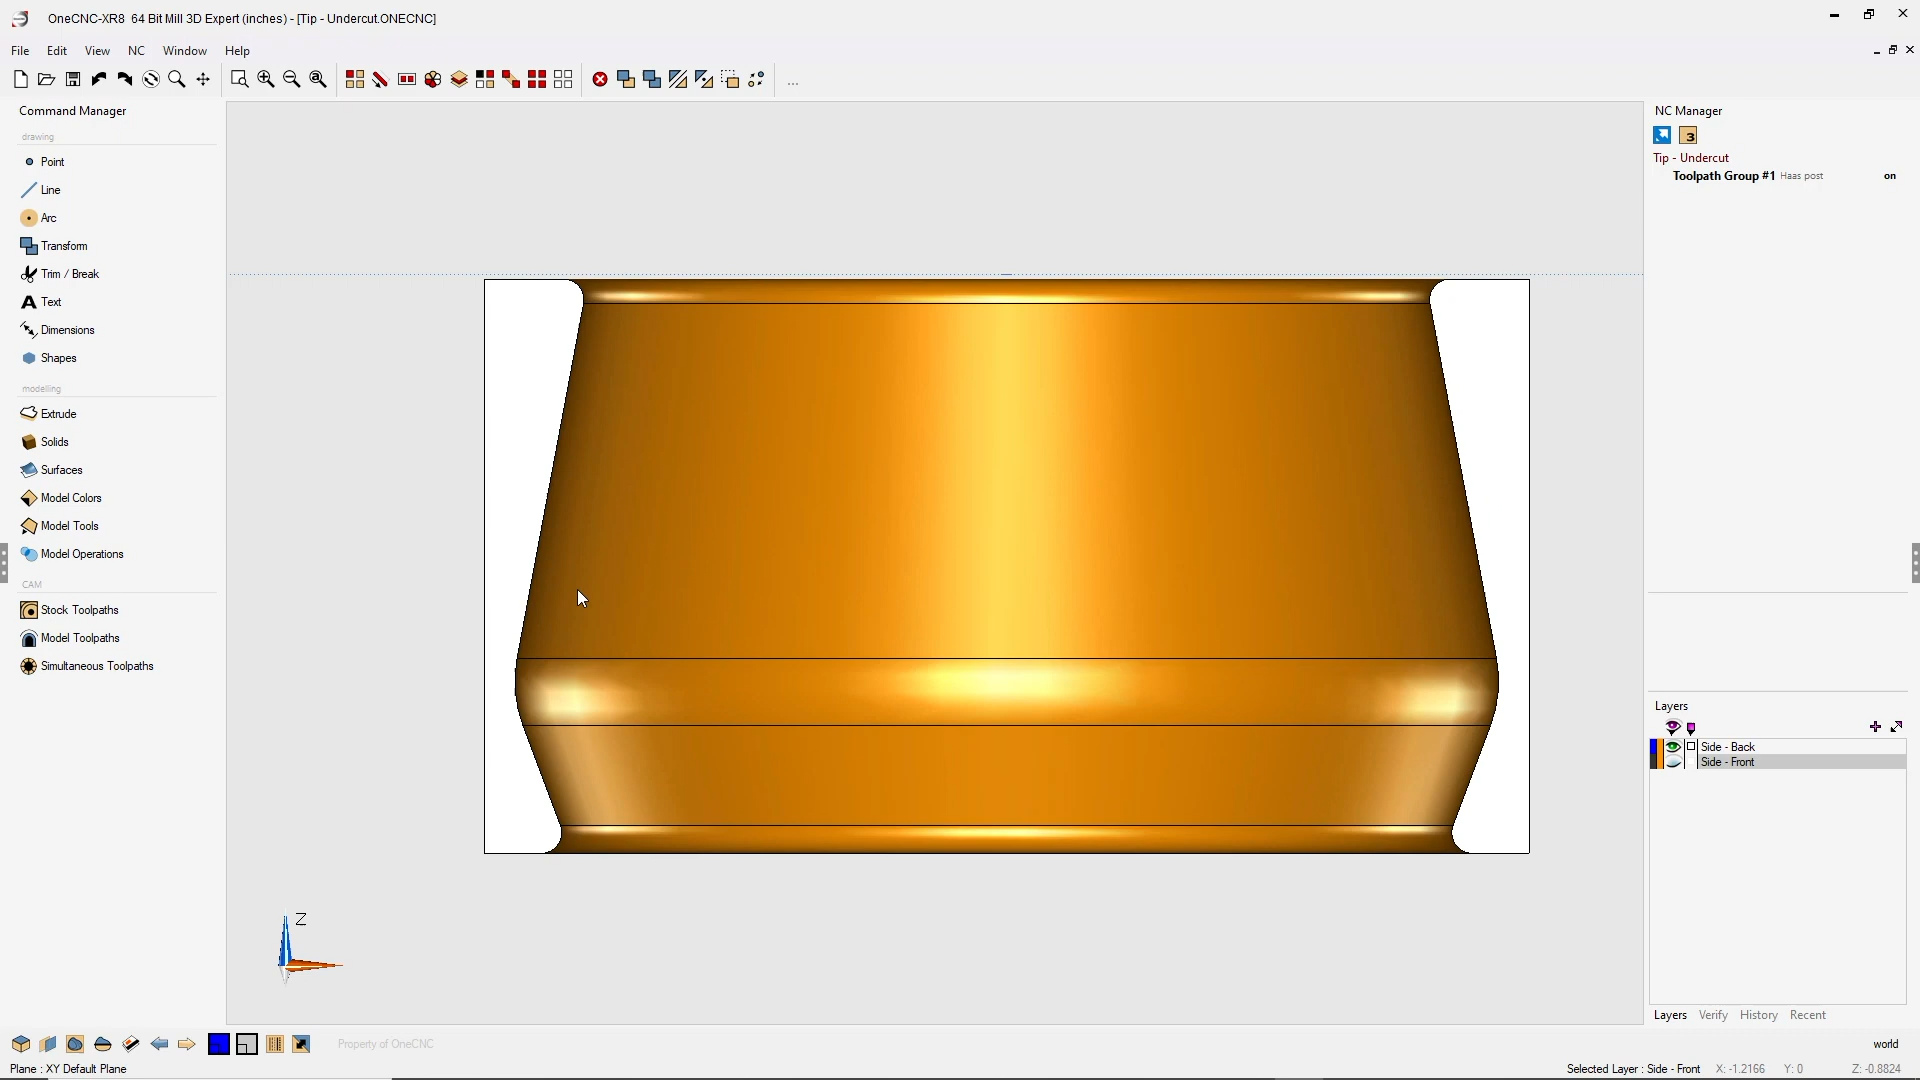 OneCNC-XR8 64 Bit Mill 3D Expert (inches) - [Tip - Undercut.ONECNC]
File Edit View NC Window Help
...
Command Manager
drawing
Point
Line
Arc
Transform
Trim / Break
Text
Dimensions
Shapes
modelling
Extrude
Solids
Surfaces
Model Colors
Model Tools
Model Operations
CAM
Stock Toolpaths
Model Toolpaths
Simultaneous Toolpaths
Z
NC Manager
3
Tip - Undercut
Toolpath Group #1 Haas post on
Layers
Side - Back
Side - Front
Layers Verify History Recent
Property of OneCNC
world
Plane : XY Default Plane
Selected Layer : Side - Front X: -1.2166 Y: 0 Z: -0.8824